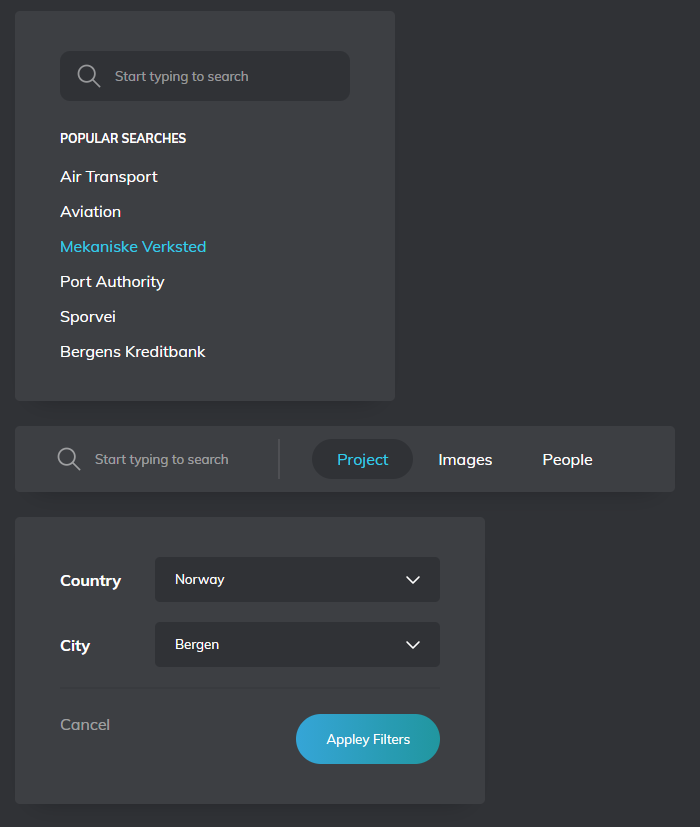 Start typing to search
POPULAR SEARCHES
Air Transport
Aviation
Mekaniske Verksted
Port Authority
Sporvei
Bergens Kreditbank
Start typing to search
Project
Images
People
Country
Norway
City
Bergen
Cancel
Appley Filters